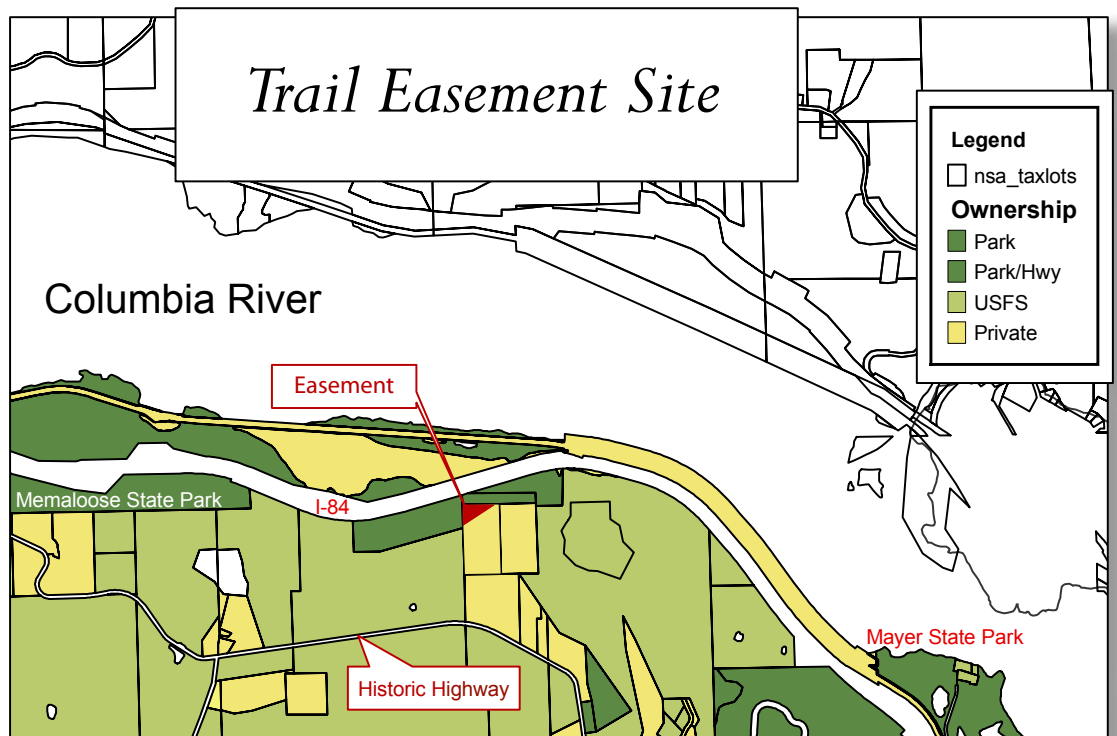 Trail Easement Site
Legend
nsa_taxlots
Ownership
Park
Park/Hwy
USFS
Private
Columbia River
Easement
Memaloose State Park
I-84
Mayer State Park
Historic Highway